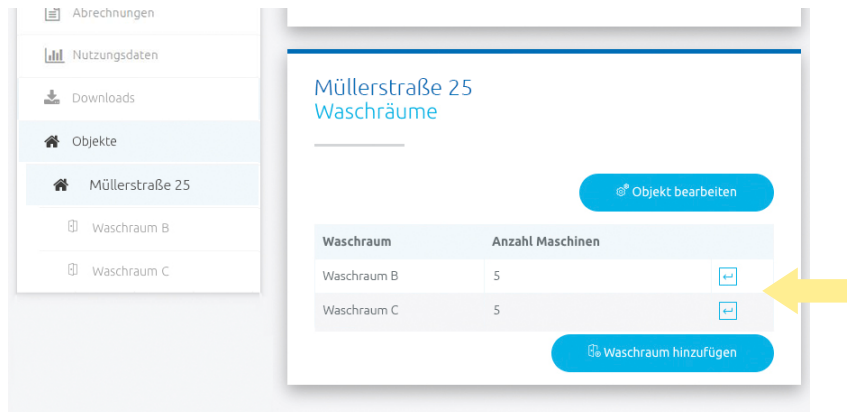 Abrechnungen
Nutzungsdaten
Downloads
Objekte
Müllerstraße 25
Waschraum B
Waschraum C
Müllerstraße 25
Waschräume
Objekt bearbeiten
Waschraum Anzahl Maschinen
Waschraum B 5
Waschraum C 5
Waschraum hinzufügen